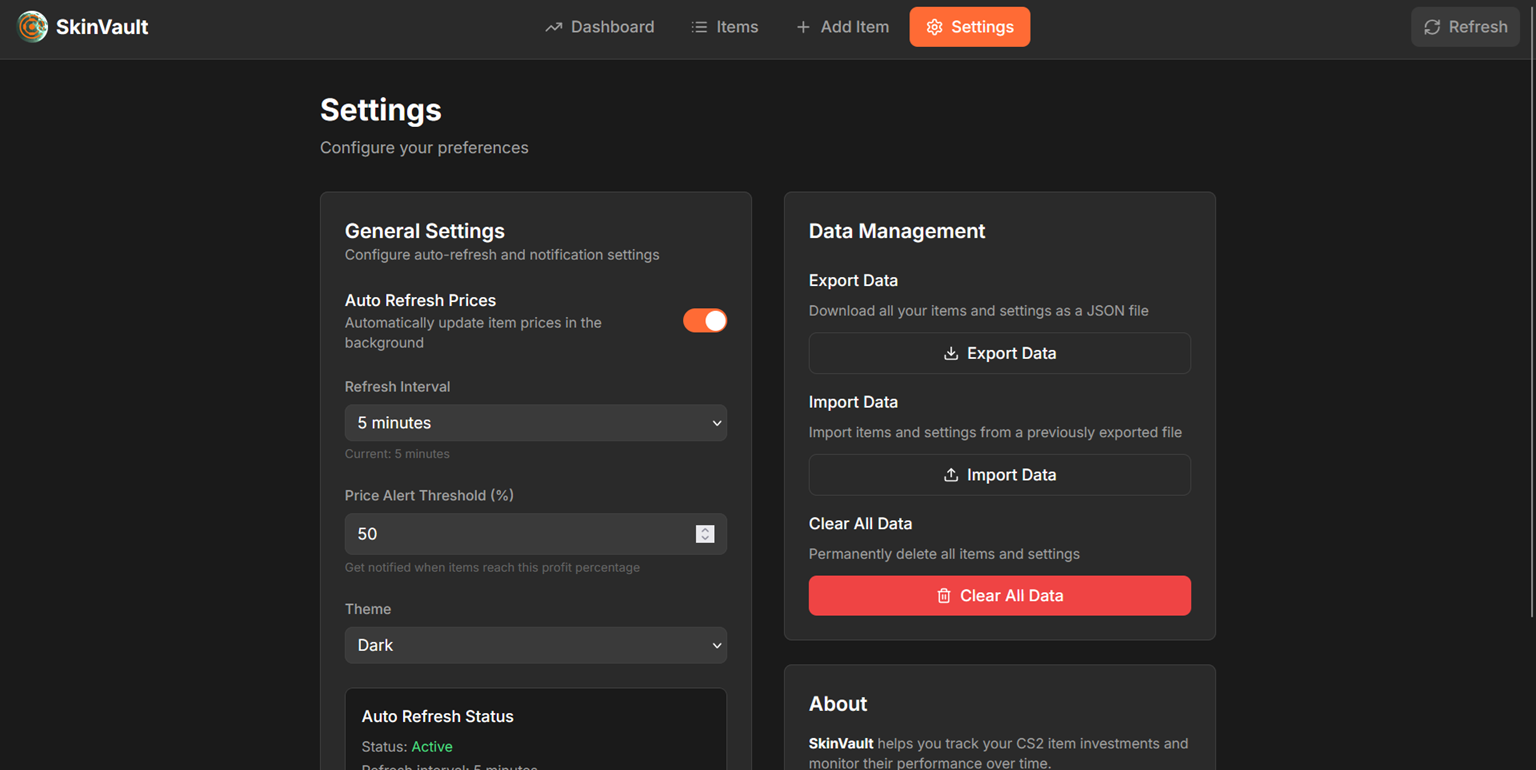 SkinVault
Dashboard
Items
Add Item
Settings
Refresh
Settings
Configure your preferences
General Settings
Configure auto-refresh and notification settings
Auto Refresh Prices
Automatically update item prices in the
background
Refresh Interval
5 minutes
Current: 5 minutes
Price Alert Threshold (%)
50
Get notified when items reach this profit percentage
Theme
Dark
Auto Refresh Status
Status: Active
Refresh interval: 5 minutes
Data Management
Export Data
Download all your items and settings as a JSON file
Export Data
Import Data
Import items and settings from a previously exported file
Import Data
Clear All Data
Permanently delete all items and settings
Clear All Data
About
SkinVault helps you track your CS2 item investments and
monitor their performance over time.